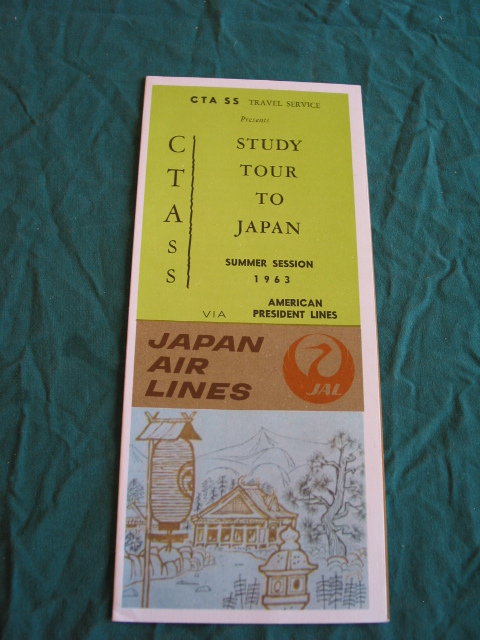 CTA SS TRAVEL SERVICE
Presents
CTASS
STUDY
TOUR
TO
JAPAN
SUMMER SESSION
1963
VIA
AMERICAN
PRESIDENT LINES
JAPAN
AIR
LINES
JAL